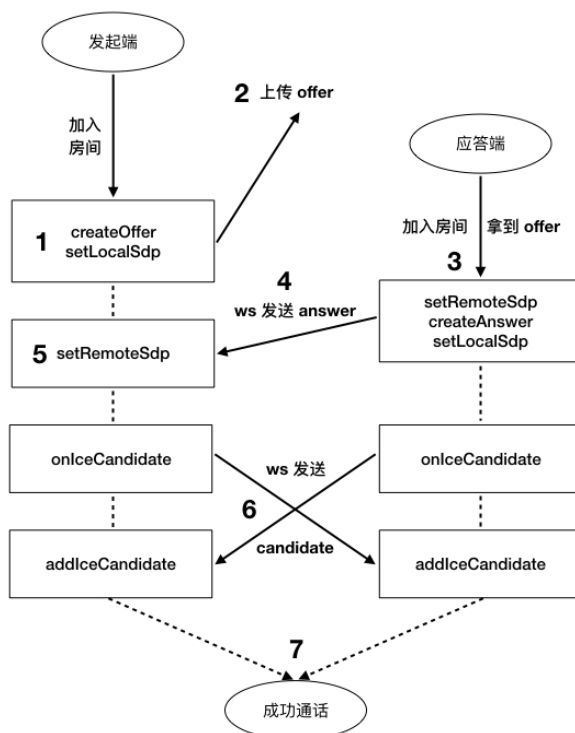 发起端
2 上传 offer
加入
房间
应答端
1
createOffer
setLocalSdp
加入房间 拿到 offer
3
4
ws 发送 answer
setRemoteSdp
createAnswer
setLocalSdp
5 setRemoteSdp
onIceCandidate
ws 发送
onIceCandidate
6
candidate
addIceCandidate
addIceCandidate
7
成功通话